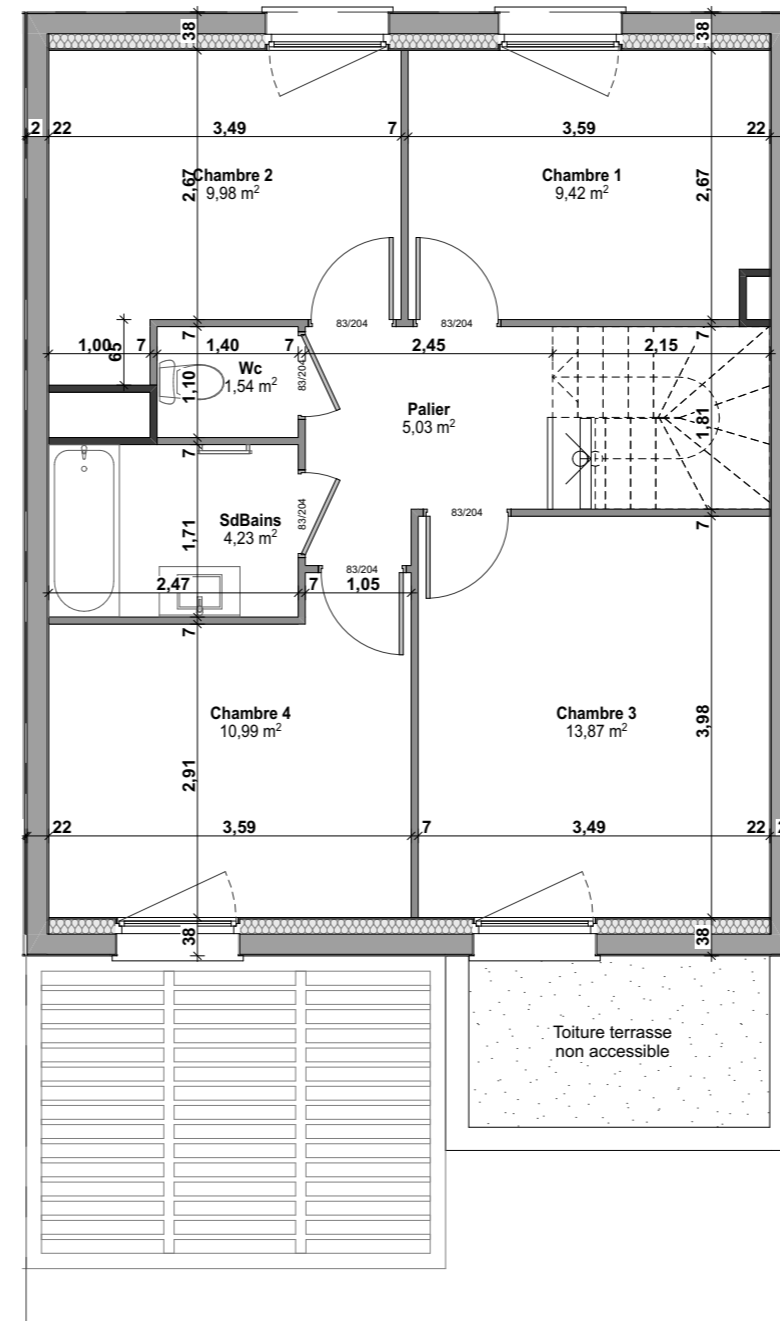 38
38
2
22
3,49
7
3,59
22
Chambre 2
9,98 m²
2,67
Chambre 1
9,42 m²
2,67
83/204
83/204
65
7
7
1,00
7
1,40
7
2,45
2,15
Wc
1,54 m²
1,10
83/204
Palier
5,03 m²
1,81
7
SdBains
4,23 m²
1,71
83/204
83/204
7
83/204
2,47
7
1,05
7
Chambre 4
10,99 m²
2,91
Chambre 3
13,87 m²
3,98
22
3,59
7
3,49
22
38
38
Toiture terrasse
non accessible